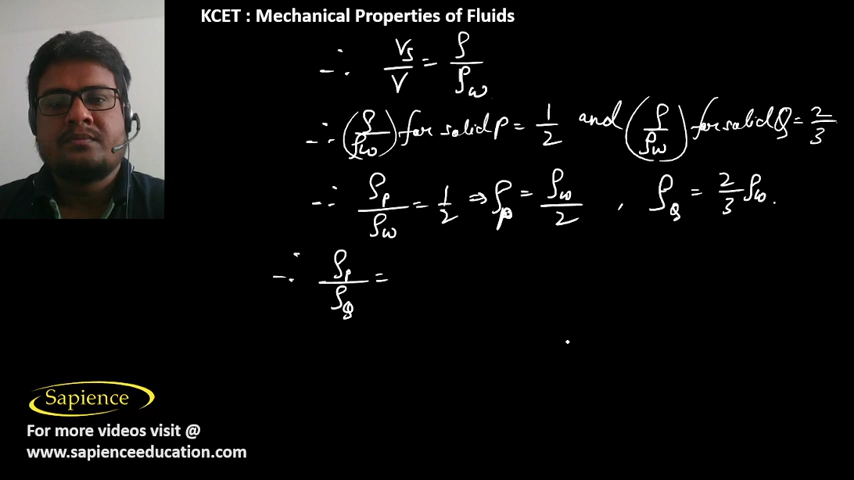 KCET : Mechanical Properties of Fluids
∴ Vs/V = ρ/ρw
∴ (ρ/ρw) for solid P = 1/2 and (ρ/ρw) for solid Q = 2/3
∴ ρP/ρw = 1/2 ⇒ ρP = ρw/2 , ρQ = 2/3 ρw.
∴ ρP/ρQ =
Sapience
For more videos visit @
www.sapienceeducation.com